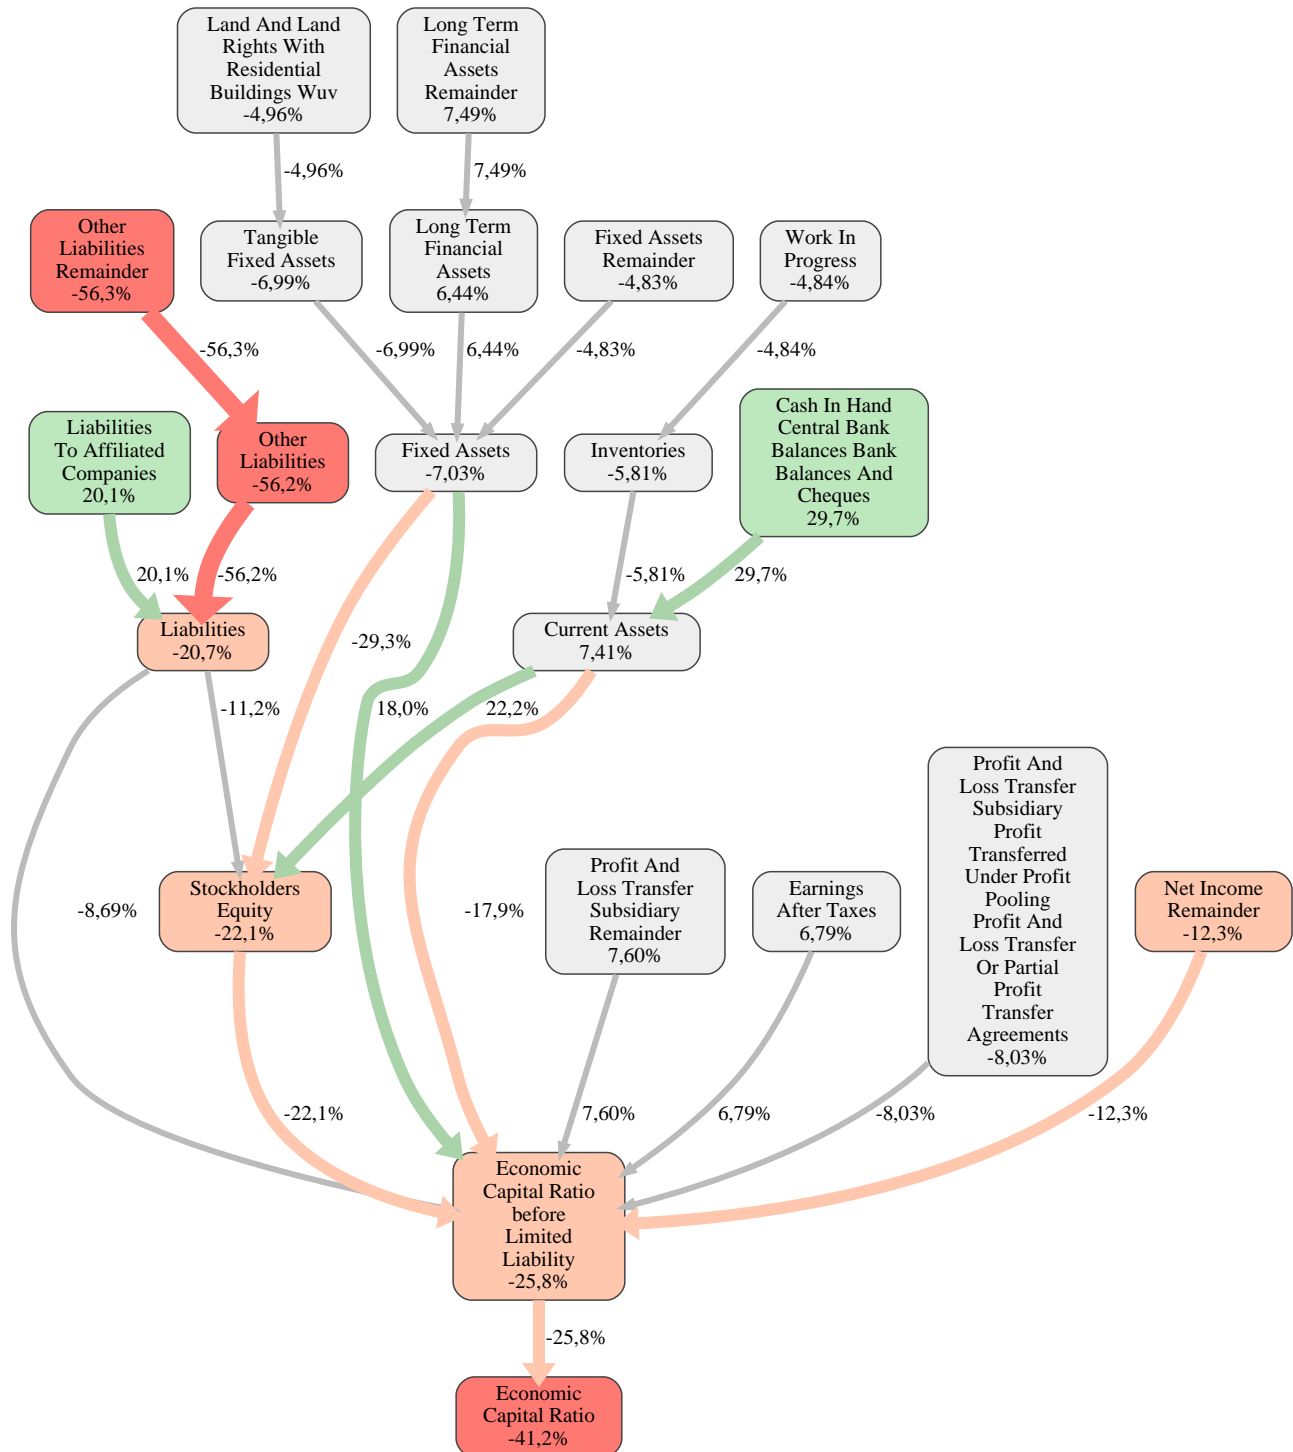 Land And Land
Rights With
Residential
Buildings Wuv
-4,96%
Long Term
Financial
Assets
Remainder
7,49%
-4,96%
7,49%
Other
Liabilities
Remainder
-56,3%
Tangible
Fixed Assets
-6,99%
Long Term
Financial
Assets
6,44%
Fixed Assets
Remainder
-4,83%
Work In
Progress
-4,84%
-56,3%
-6,99%
6,44%
-4,83%
-4,84%
Liabilities
To Affiliated
Companies
20,1%
Other
Liabilities
-56,2%
Fixed Assets
-7,03%
Inventories
-5,81%
Cash In Hand
Central Bank
Balances Bank
Balances And
Cheques
29,7%
20,1%
-56,2%
-5,81%
29,7%
Liabilities
-20,7%
-29,3%
Current Assets
7,41%
-11,2%
18,0%
22,2%
Profit And
Loss Transfer
Subsidiary
Profit
Transferred
Under Profit
Pooling
Profit And
Loss Transfer
Or Partial
Profit
Transfer
Agreements
-8,03%
-8,69%
Stockholders
Equity
-22,1%
-17,9%
Profit And
Loss Transfer
Subsidiary
Remainder
7,60%
Earnings
After Taxes
6,79%
Net Income
Remainder
-12,3%
-22,1%
7,60%
6,79%
-8,03%
-12,3%
Economic
Capital Ratio
before
Limited
Liability
-25,8%
-25,8%
Economic
Capital Ratio
-41,2%